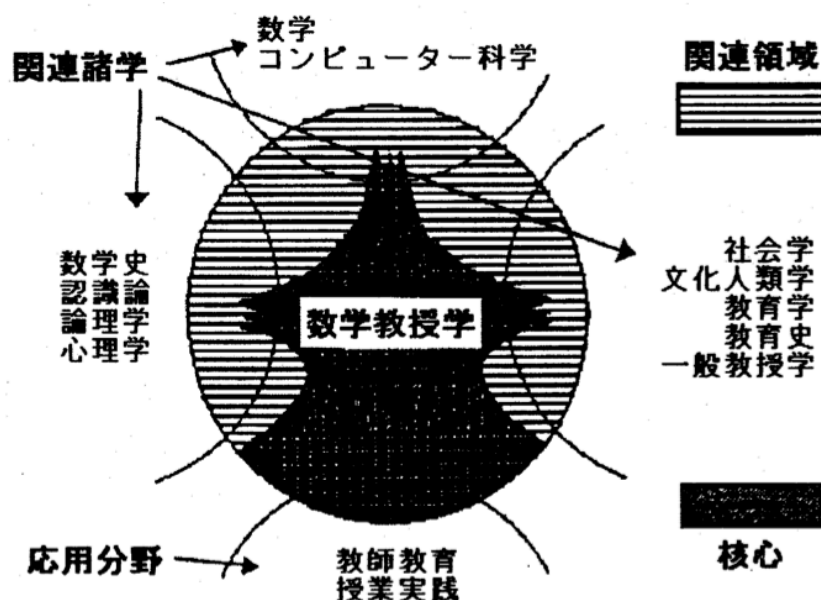 数学
コンピューター科学
関連諸学
関連領域
数学史
認識論
論理学
心理学
社会学
文化人類学
教育学
教育史
一般教授学
数学教授学
応用分野
教師教育
授業実践
核心